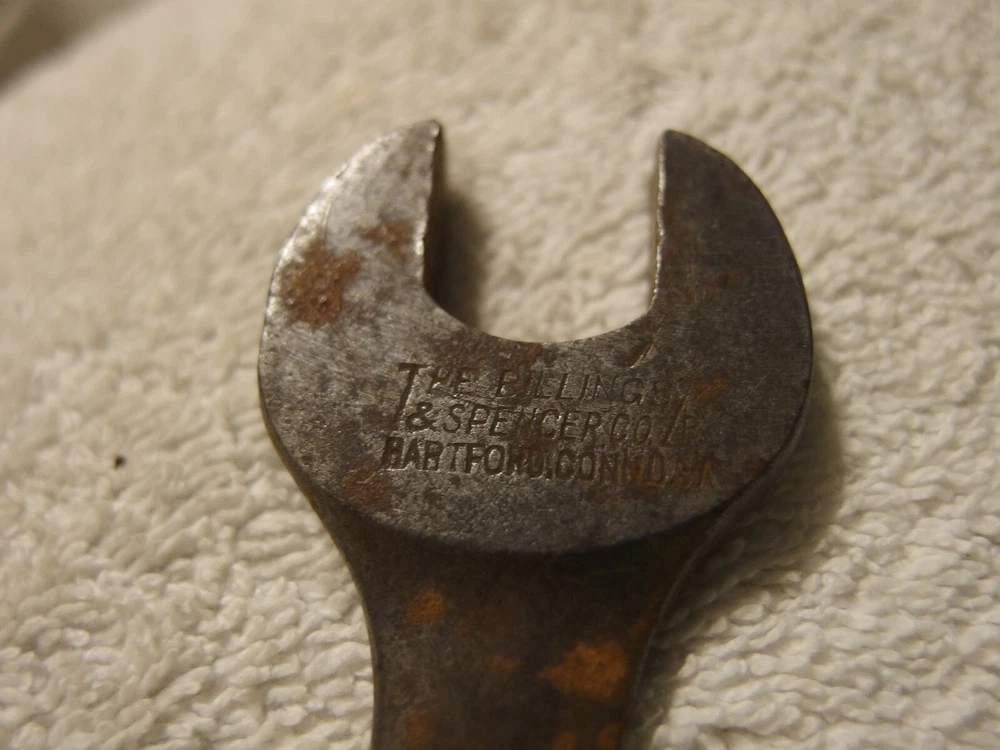 THE BILLINGS
& SPENCER CO.
HARTFORD, CONN.